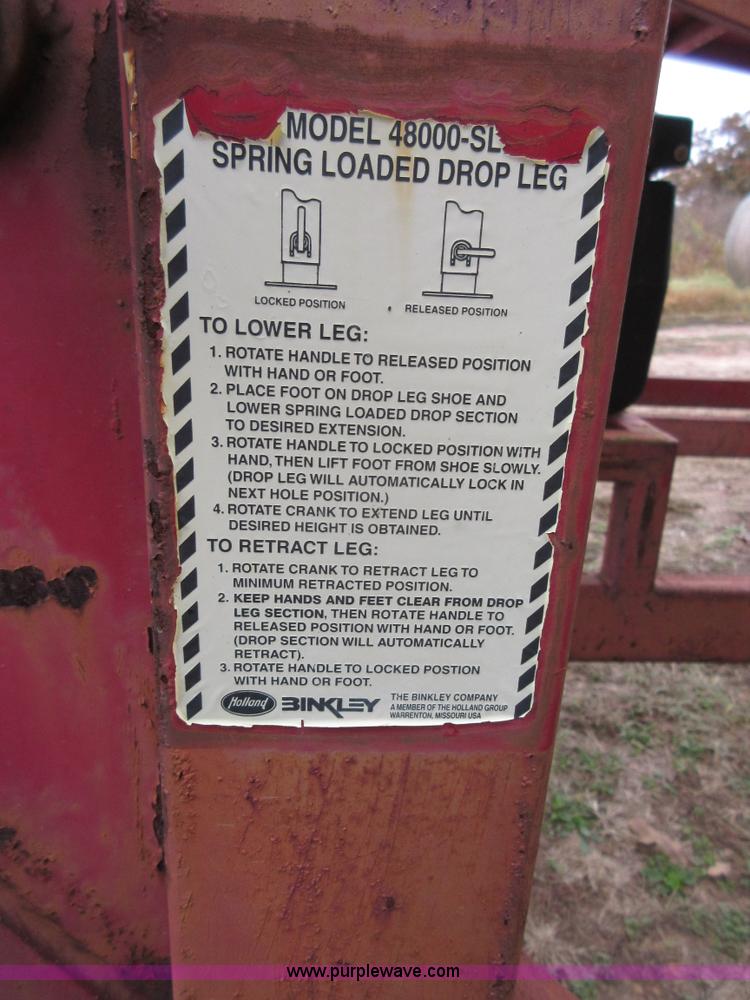 MODEL 48000-SL
SPRING LOADED DROP LEG
LOCKED POSITION
RELEASED POSITION
TO LOWER LEG:
1. ROTATE HANDLE TO RELEASED POSITION
WITH HAND OR FOOT.
2. PLACE FOOT ON DROP LEG SHOE AND
LOWER SPRING LOADED DROP SECTION
TO DESIRED EXTENSION.
3. ROTATE HANDLE TO LOCKED POSITION WITH
HAND, THEN LIFT FOOT FROM SHOE SLOWLY.
(DROP LEG WILL AUTOMATICALLY LOCK IN
NEXT HOLE POSITION.)
4. ROTATE CRANK TO EXTEND LEG UNTIL
DESIRED HEIGHT IS OBTAINED.
TO RETRACT LEG:
1. ROTATE CRANK TO RETRACT LEG TO
MINIMUM RETRACTED POSITION.
2. KEEP HANDS AND FEET CLEAR FROM DROP
LEG SECTION, THEN ROTATE HANDLE TO
RELEASED POSITION WITH HAND OR FOOT.
(DROP SECTION WILL AUTOMATICALLY
RETRACT).
3. ROTATE HANDLE TO LOCKED POSTION
WITH HAND OR FOOT.
Holland BINKLEY
THE BINKLEY COMPANY
A MEMBER OF THE HOLLAND GROUP
WARRENTON, MISSOURI USA
www.purplewave.com